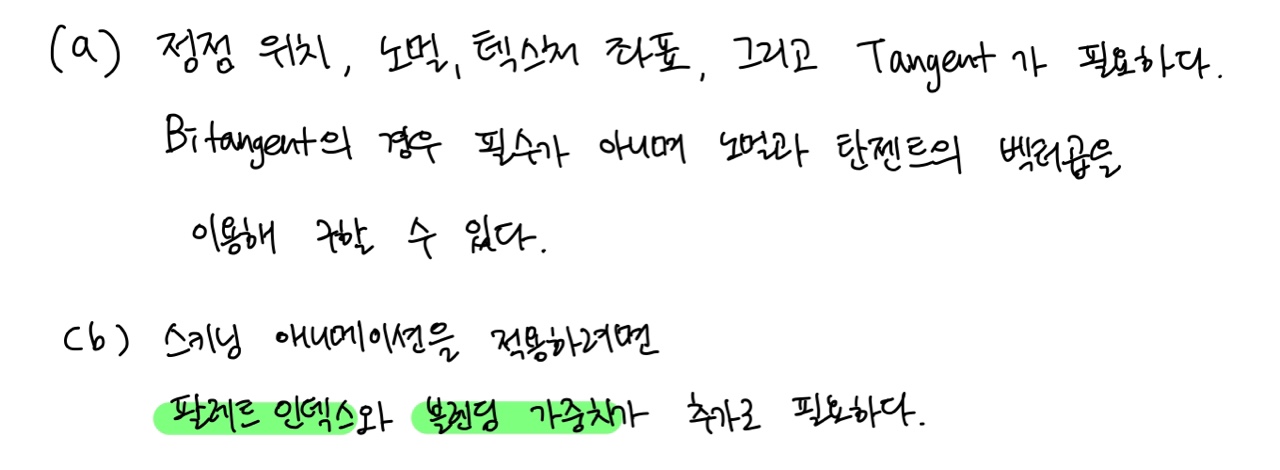 (a) 정점 위치, 노멀, 텍스처 좌표, 그리고 Tangent 가 필요하다.
Bitangent의 경우 필수가 아니며 노멀과 탄젠트의 벡터곱을
이용해 구할 수 있다.
(b) 스키닝 애니메이션을 적용하려면
팔레트 인덱스와 블렌딩 가중치가 추가로 필요하다.